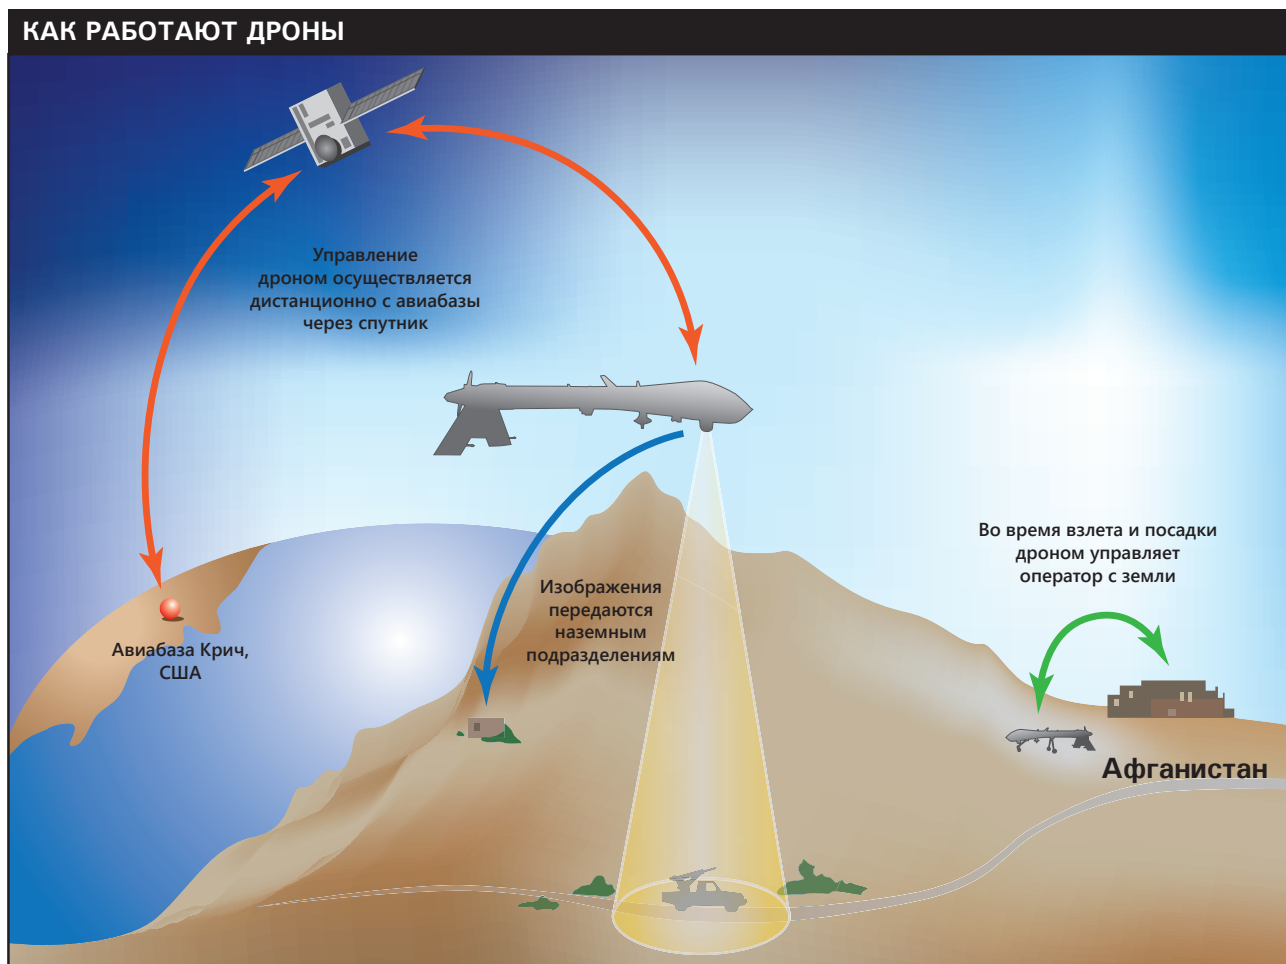 КАК РАБОТАЮТ ДРОНЫ
Управление
дроном осуществляется
дистанционно с авиабазы
через спутник
Во время взлета и посадки
дроном управляет
оператор с земли
Изображения
передаются
наземным
подразделениям
Авиабаза Крич,
США
Афганистан